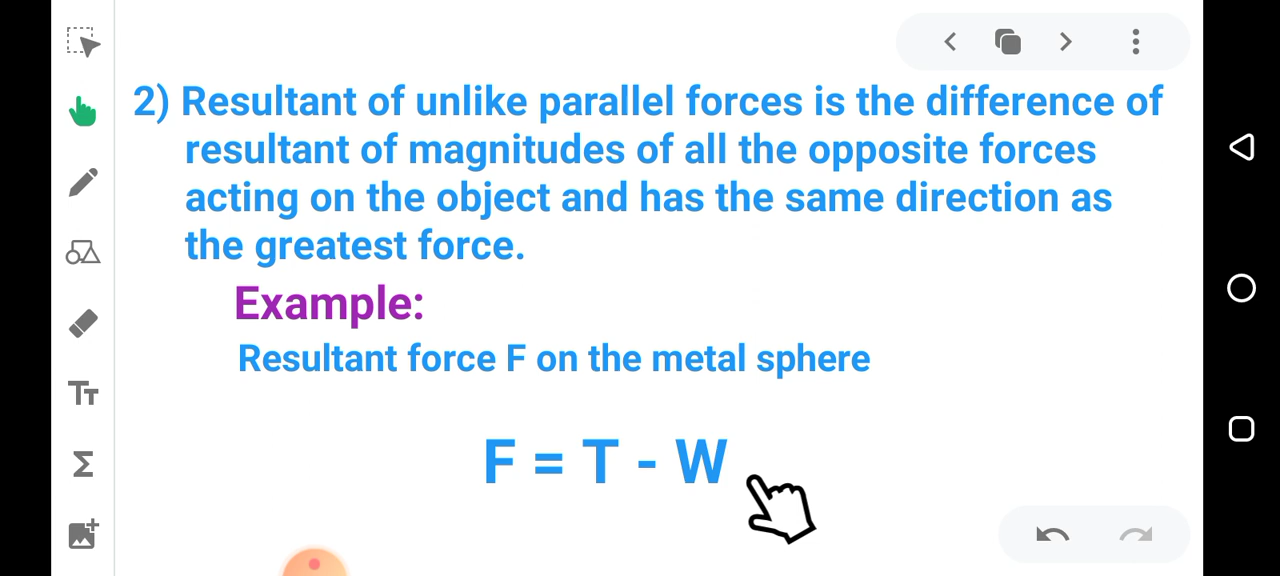 2) Resultant of unlike parallel forces is the difference of
resultant of magnitudes of all the opposite forces
acting on the object and has the same direction as
the greatest force.
Example:
Resultant force F on the metal sphere
F = T - W